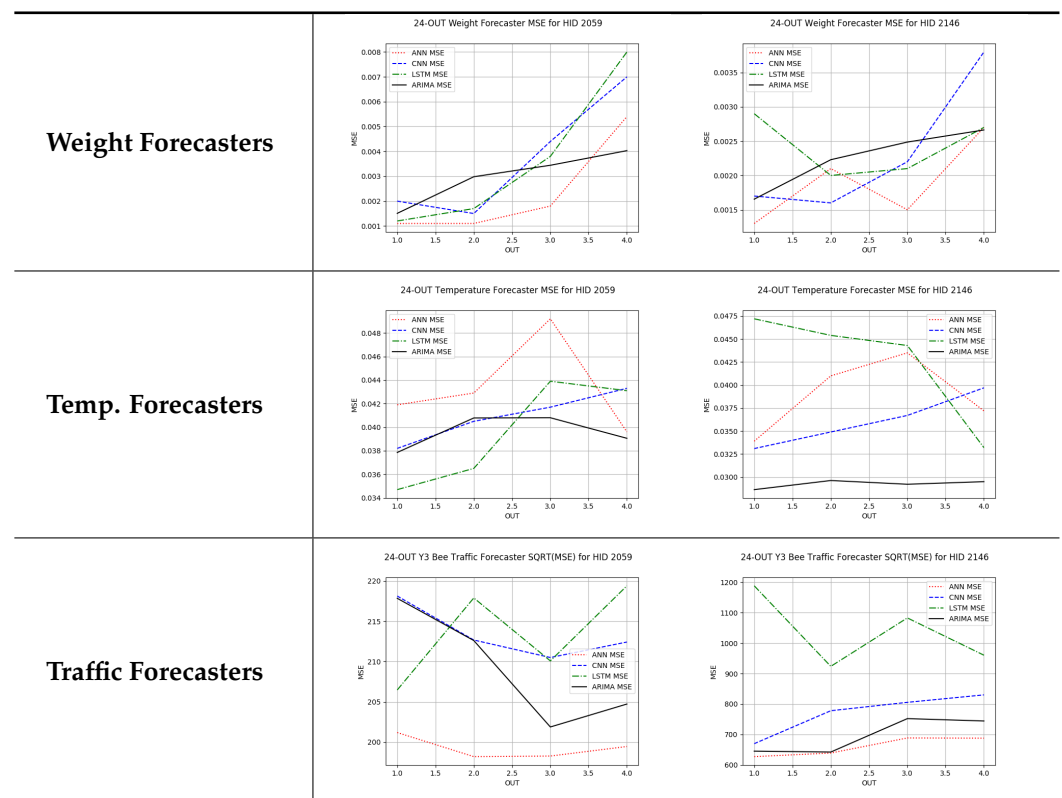 Weight Forecasters
24-OUT Weight Forecaster MSE for HID 2059
ANN MSE
CNN MSE
LSTM MSE
ARIMA MSE
0.008
0.007
0.006
0.005
0.004
0.003
0.002
0.001
MSE
1.0 1.5 2.0 2.5 3.0 3.5 4.0
OUT
24-OUT Weight Forecaster MSE for HID 2146
ANN MSE
CNN MSE
LSTM MSE
ARIMA MSE
0.0035
0.0030
0.0025
0.0020
0.0015
MSE
1.0 1.5 2.0 2.5 3.0 3.5 4.0
OUT
Temp. Forecasters
24-OUT Temperature Forecaster MSE for HID 2059
ANN MSE
CNN MSE
LSTM MSE
ARIMA MSE
0.048
0.046
0.044
0.042
0.040
0.038
0.036
0.034
MSE
1.0 1.5 2.0 2.5 3.0 3.5 4.0
OUT
24-OUT Temperature Forecaster MSE for HID 2146
ANN MSE
CNN MSE
LSTM MSE
ARIMA MSE
0.0475
0.0450
0.0425
0.0400
0.0375
0.0350
0.0325
0.0300
MSE
1.0 1.5 2.0 2.5 3.0 3.5 4.0
OUT
Traffic Forecasters
24-OUT Y3 Bee Traffic Forecaster SQRT(MSE) for HID 2059
220
215
210
205
200
MSE
ANN MSE
CNN MSE
LSTM MSE
ARIMA MSE
1.0 1.5 2.0 2.5 3.0 3.5 4.0
OUT
24-OUT Y3 Bee Traffic Forecaster SQRT(MSE) for HID 2146
ANN MSE
CNN MSE
LSTM MSE
ARIMA MSE
1200
1100
1000
900
800
700
600
MSE
1.0 1.5 2.0 2.5 3.0 3.5 4.0
OUT